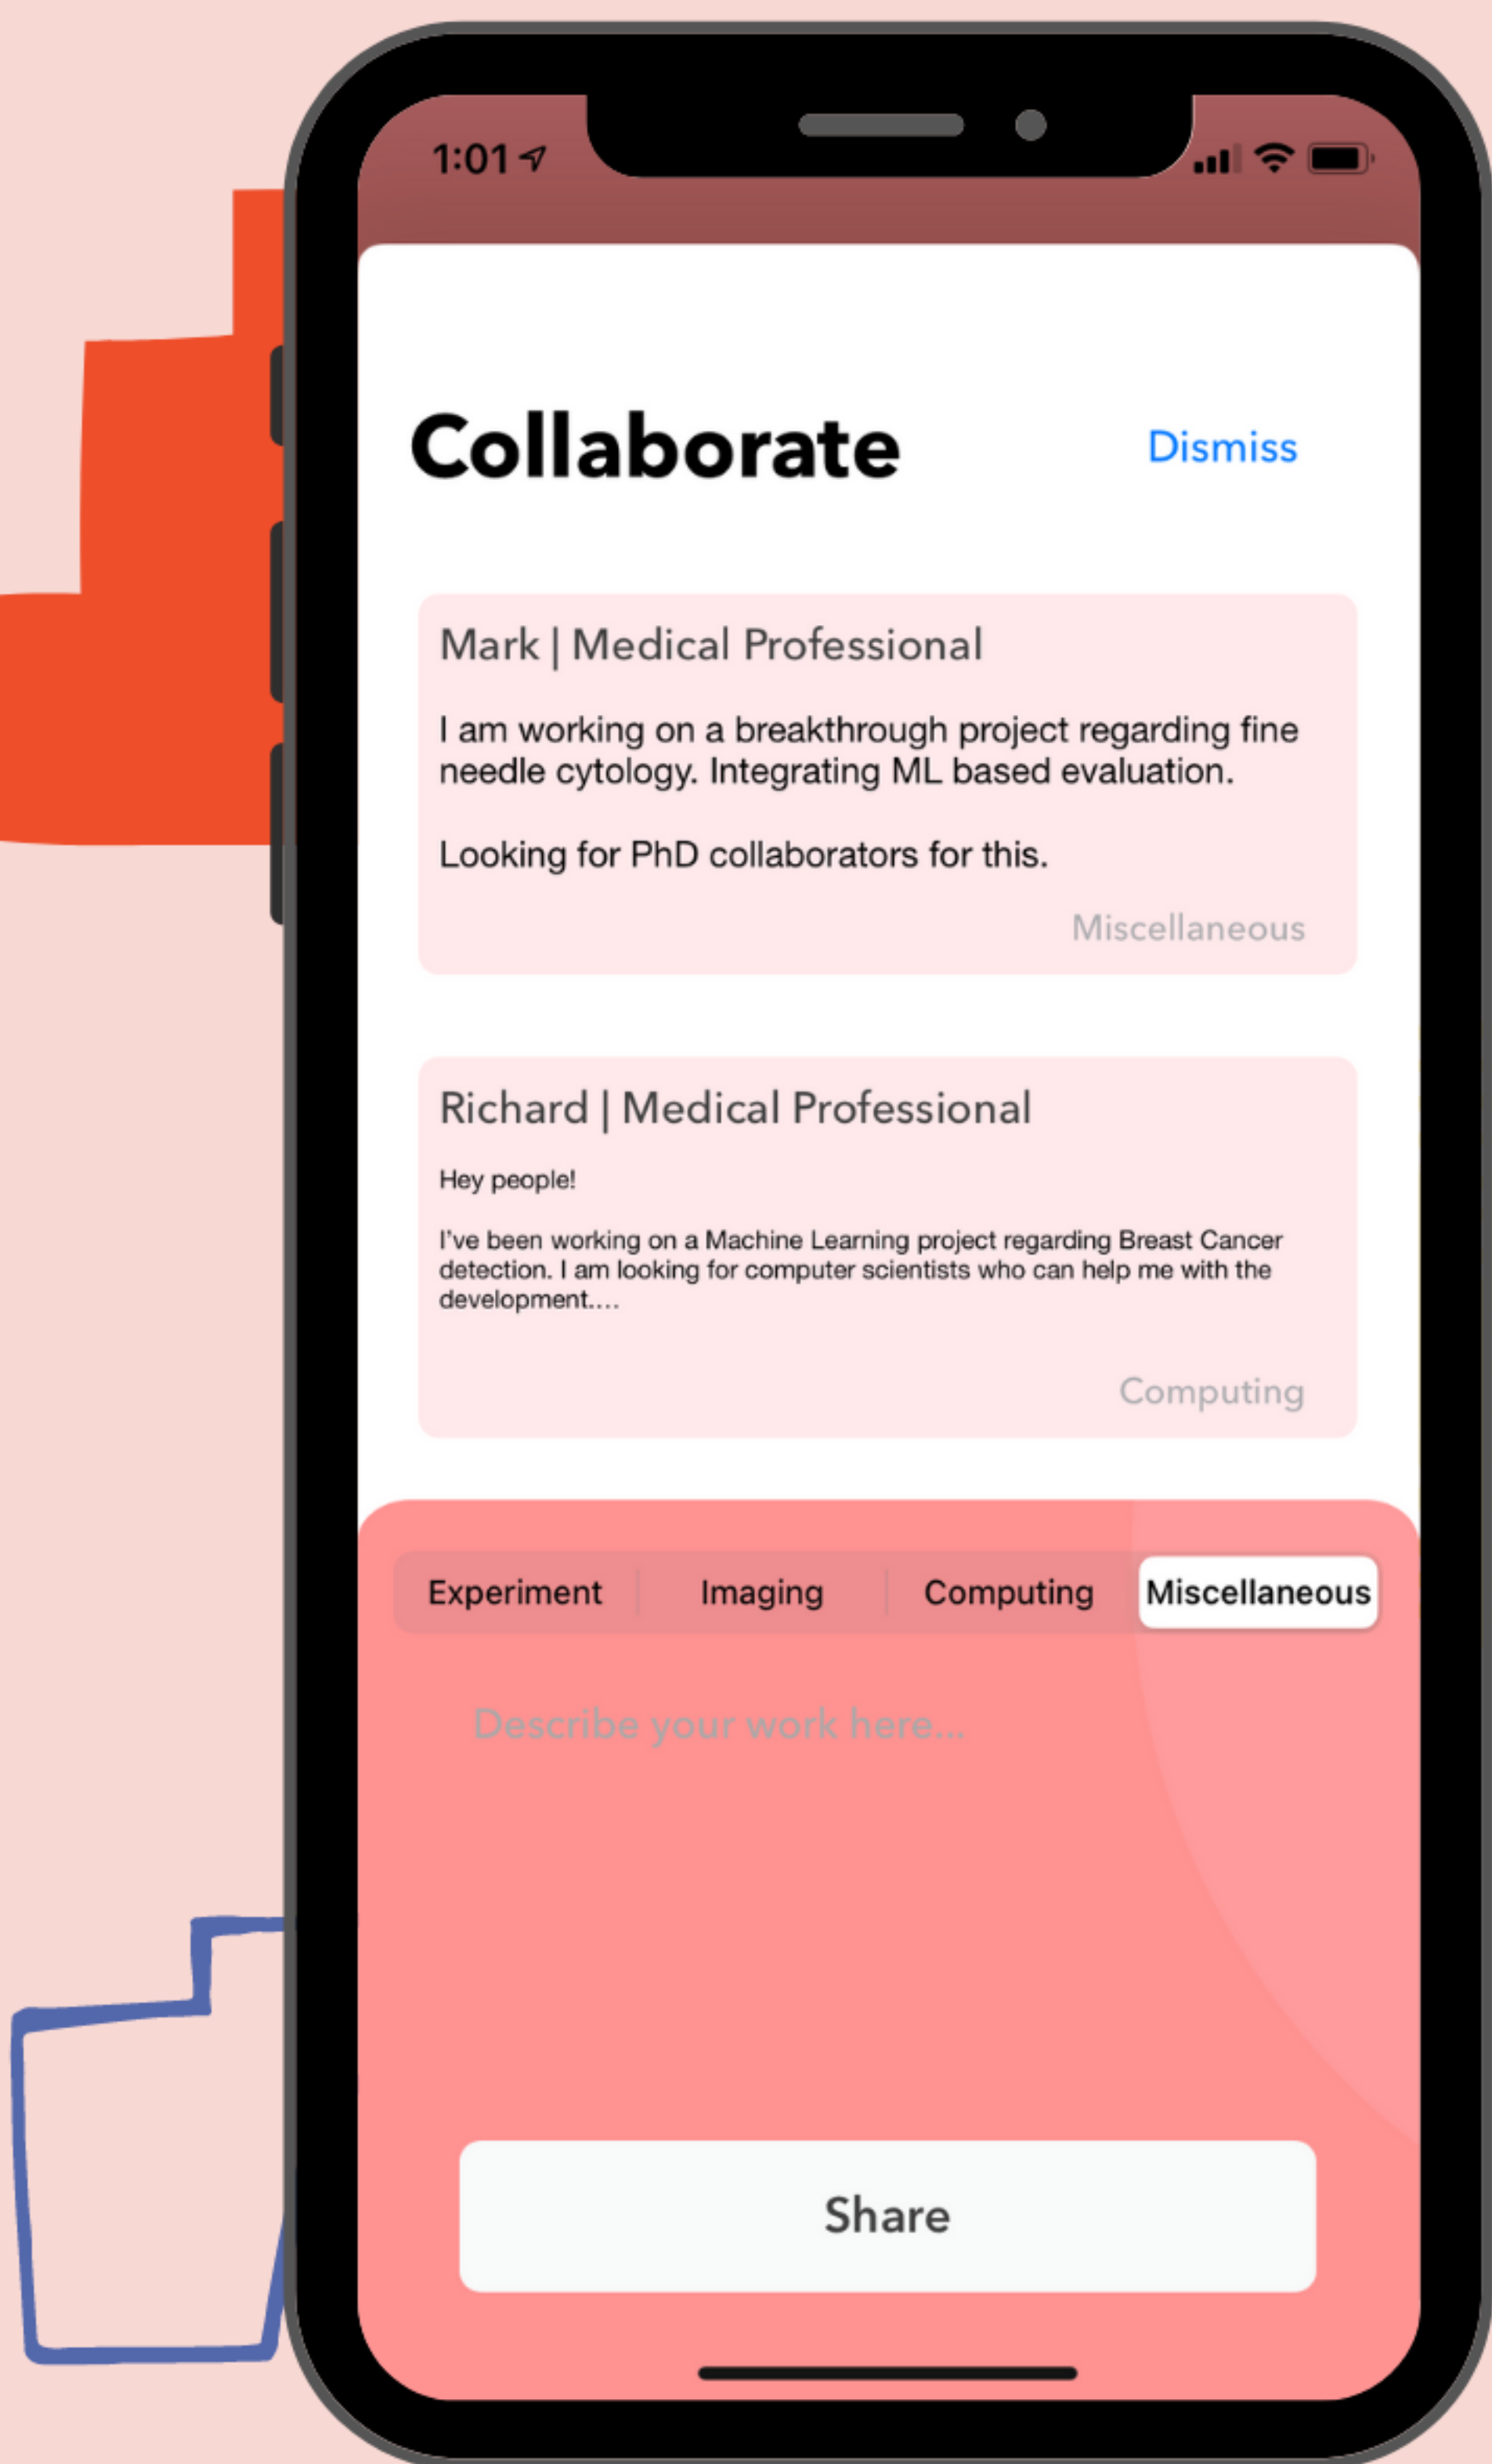 1:01
Collaborate
Dismiss
Mark | Medical Professional
I am working on a breakthrough project regarding fine
needle cytology. Integrating ML based evaluation.
Looking for PhD collaborators for this.
Miscellaneous
Richard | Medical Professional
Hey people!
I've been working on a Machine Learning project regarding Breast Cancer
detection. I am looking for computer scientists who can help me with the
development....
Computing
Experiment Imaging Computing Miscellaneous
Describe your work here...
Share